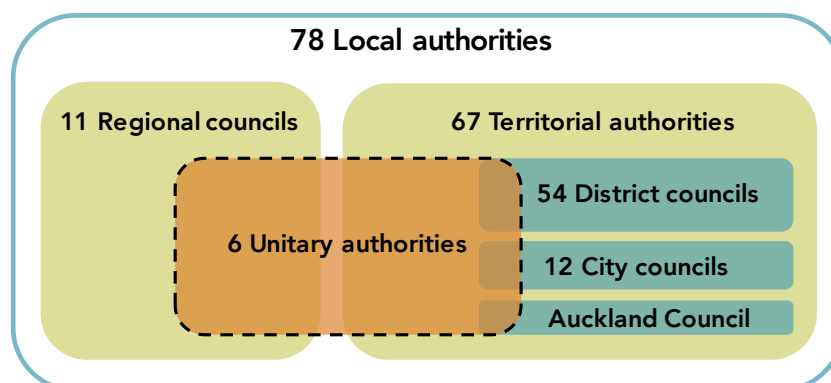 78 Local authorities
11 Regional councils
67 Territorial authorities
54 District councils
6 Unitary authorities
12 City councils
Auckland Council